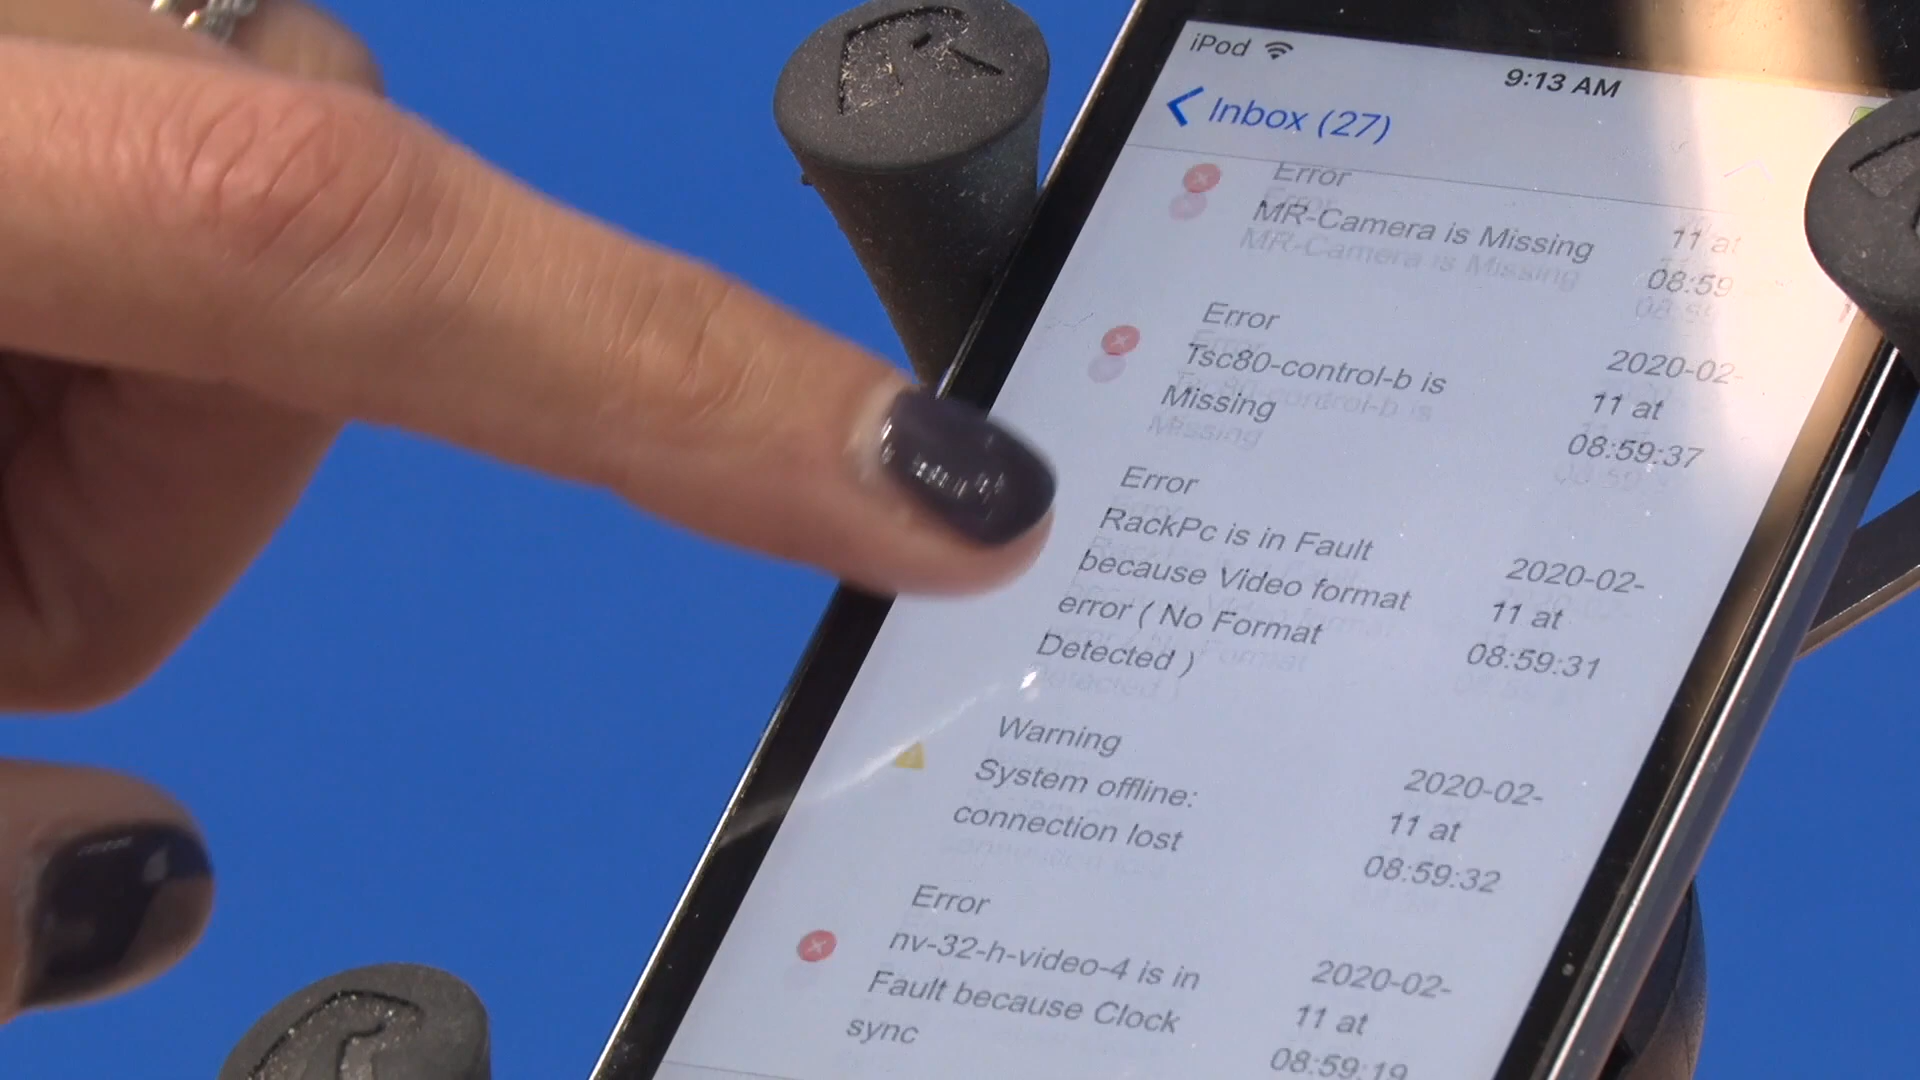 iPod
9:13 AM
Inbox (27)
Error
MR-Camera is Missing
11 at
08:59
Error
Tsc80-control-b is
Missing
2020-02-
11 at
08:59:37
Error
RackPc is in Fault
because Video format
error ( No Format
Detected )
2020-02-
11 at
08:59:31
Warning
System offline:
connection lost
2020-02-
11 at
08:59:32
Error
nv-32-h-video-4 is in
Fault because Clock
sync
2020-02-
11 at
08:59:19